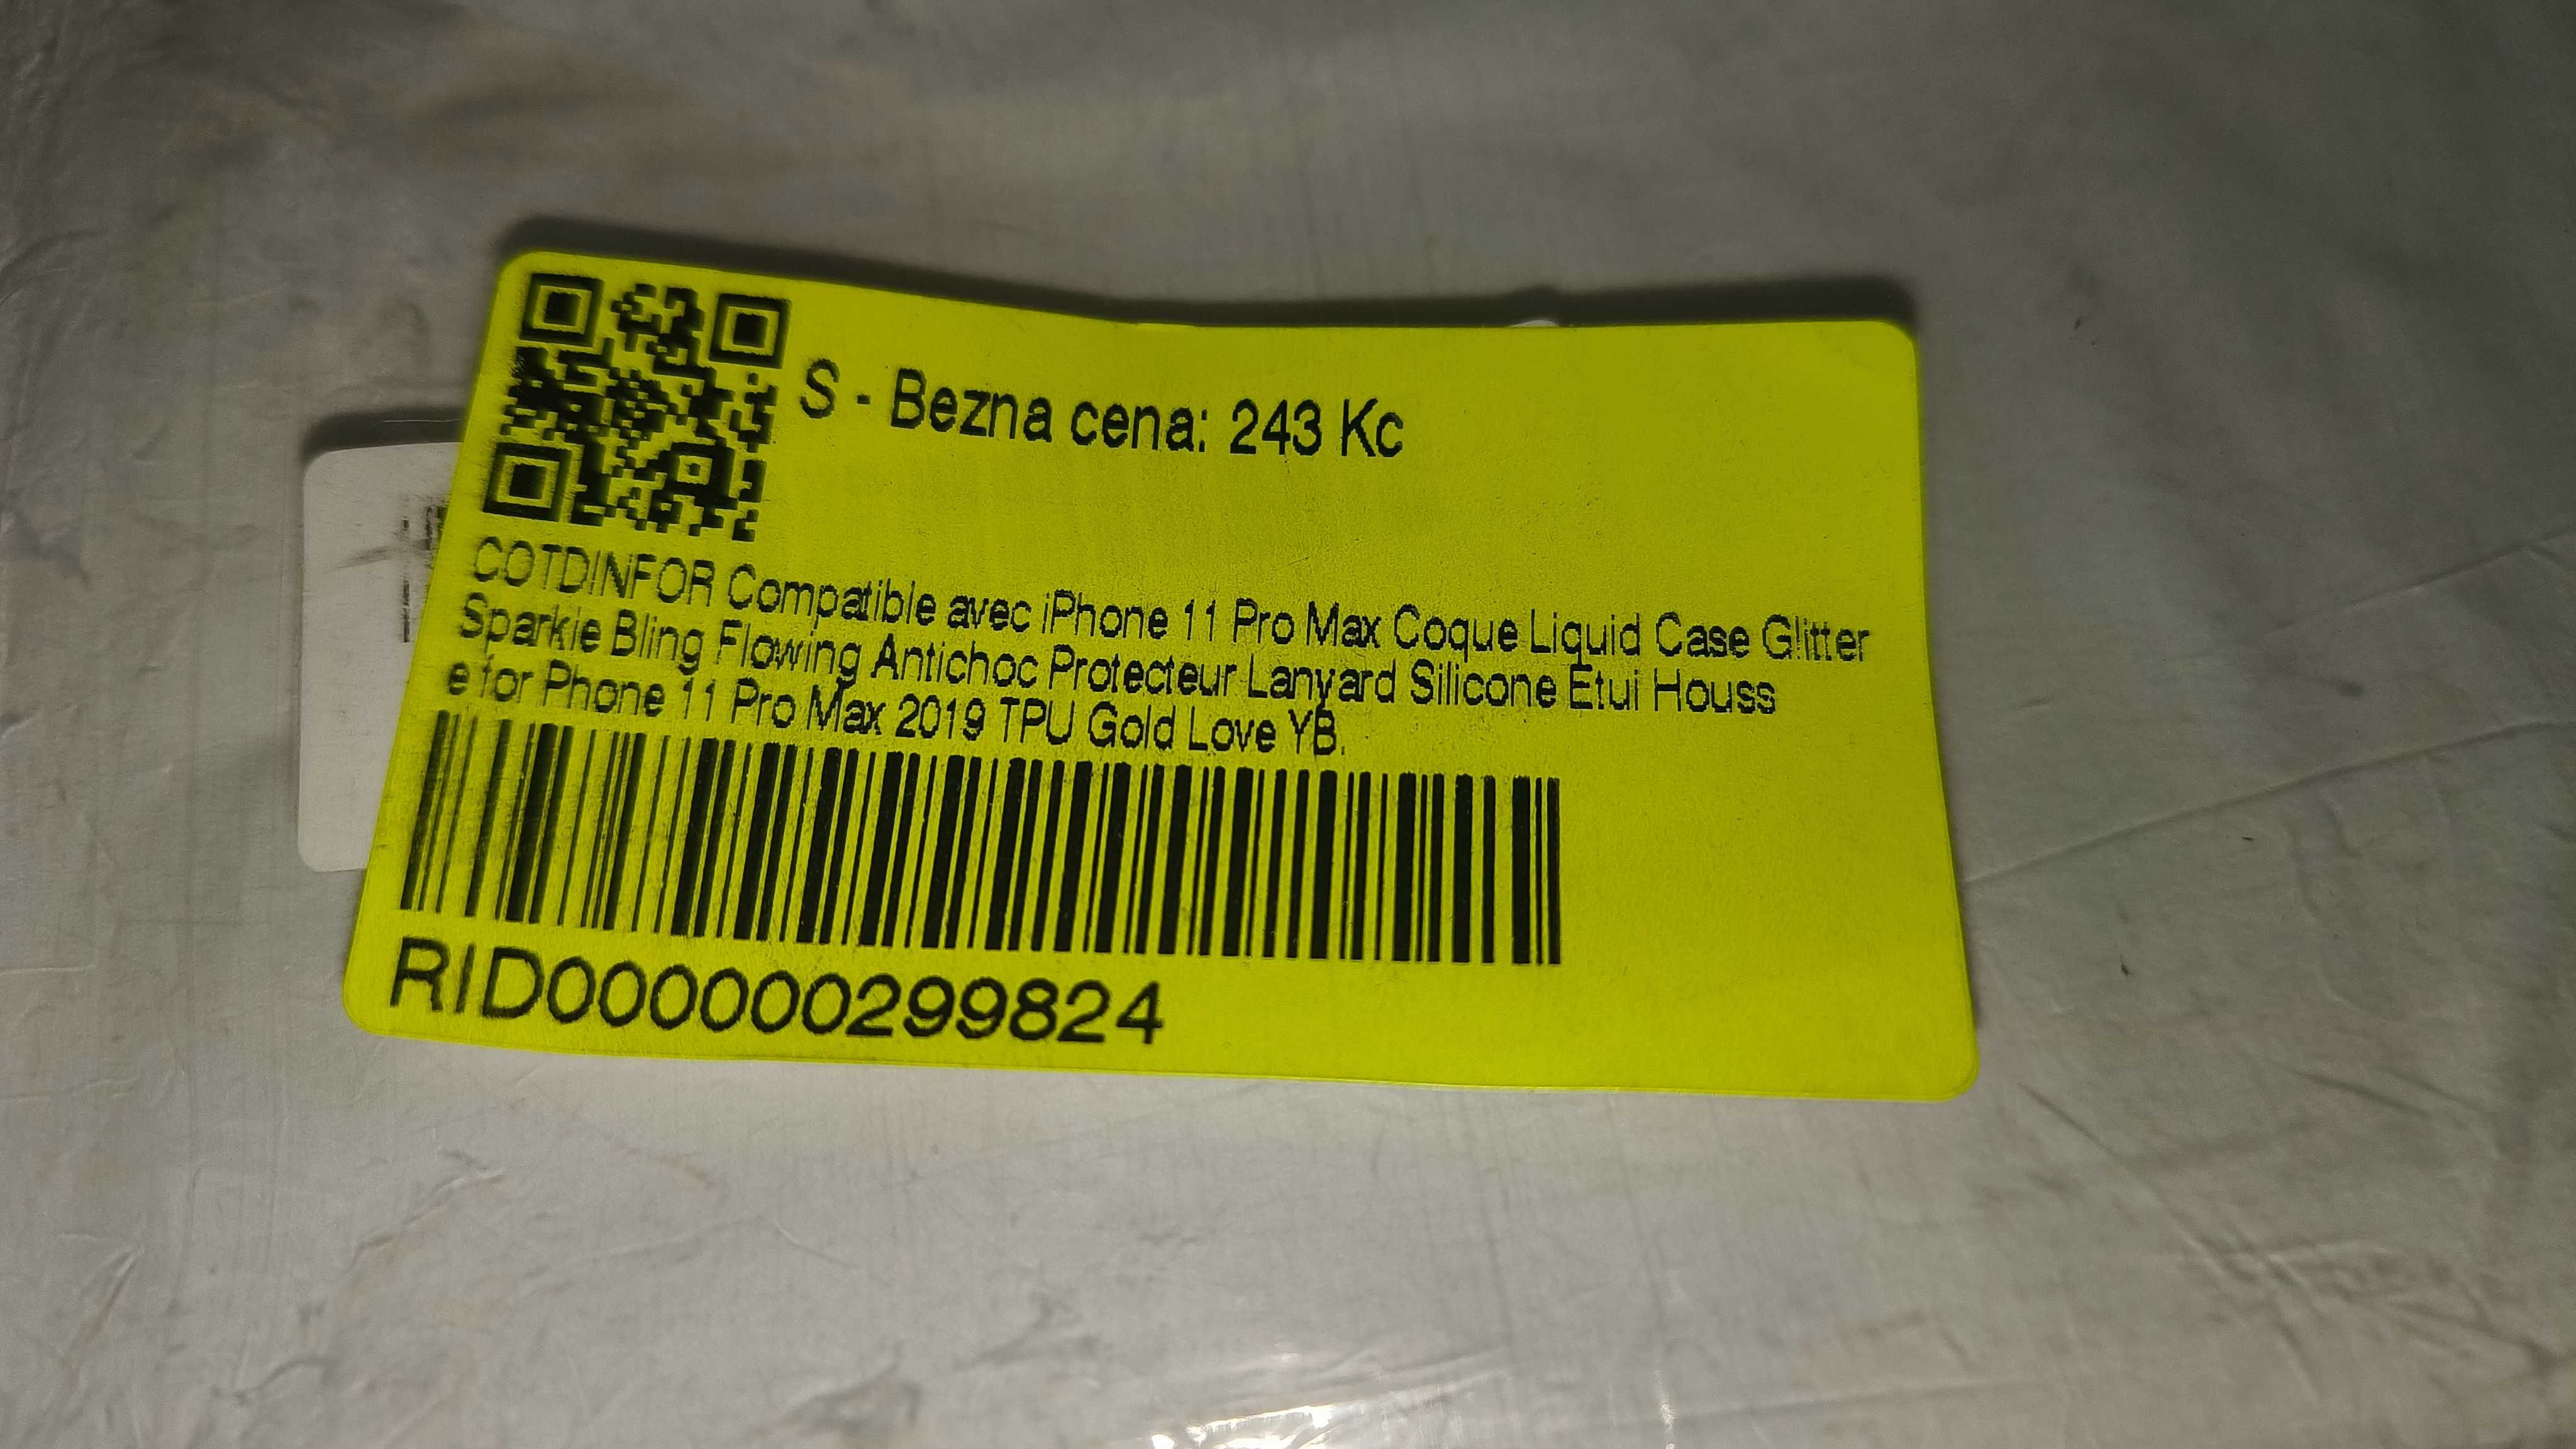 S - Bezna cena: 243 Kc
COTDINFOR Compatible avec iPhone 11 Pro Max Coque Liquid Case Glitter
Sparkie Bling Flowing Antichoc Protecteur Lanyard Silicone Etui Houss
e for Phone 11 Pro Max 2019 TPU Gold Love YB.
RID000000299824